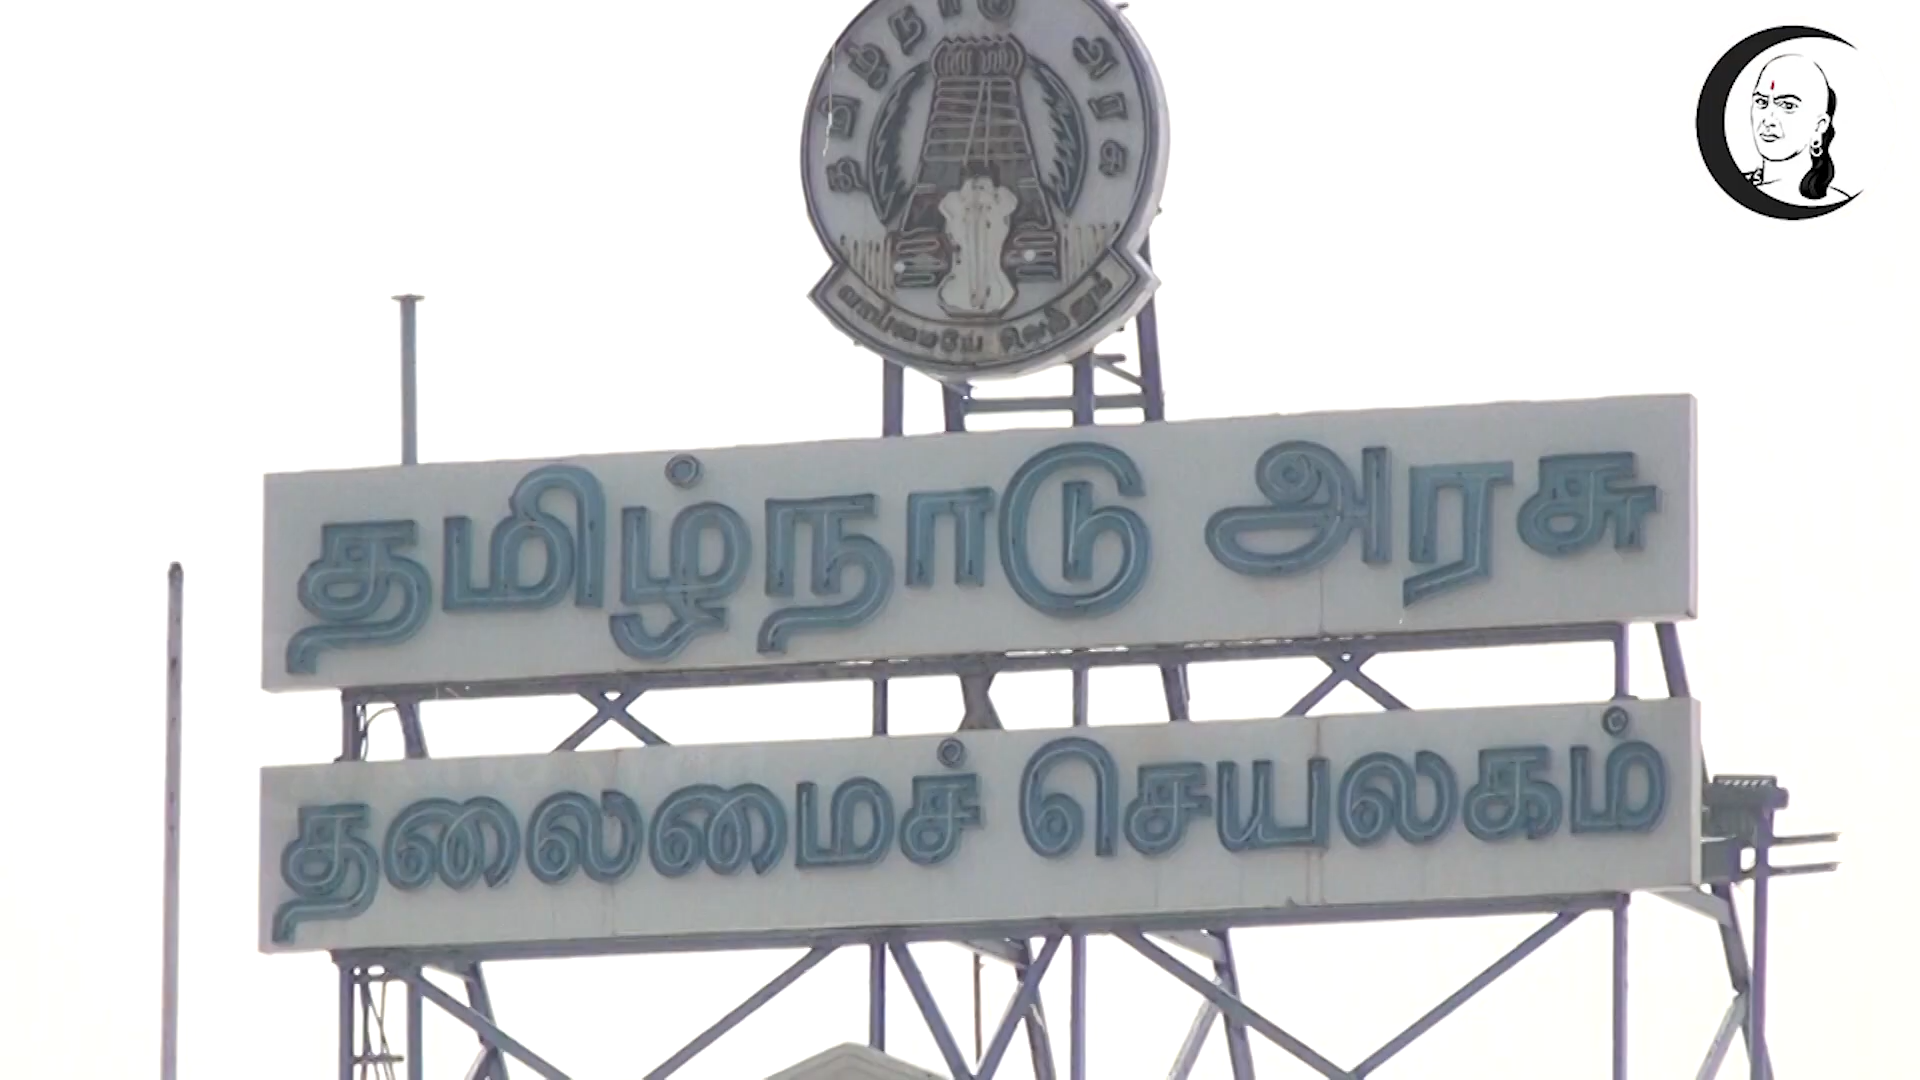 தமிழ்நாடு அரசு
வாய்மையே வெல்லும்
தமிழ்நாடு அரசு
தலைமைச் செயலகம்